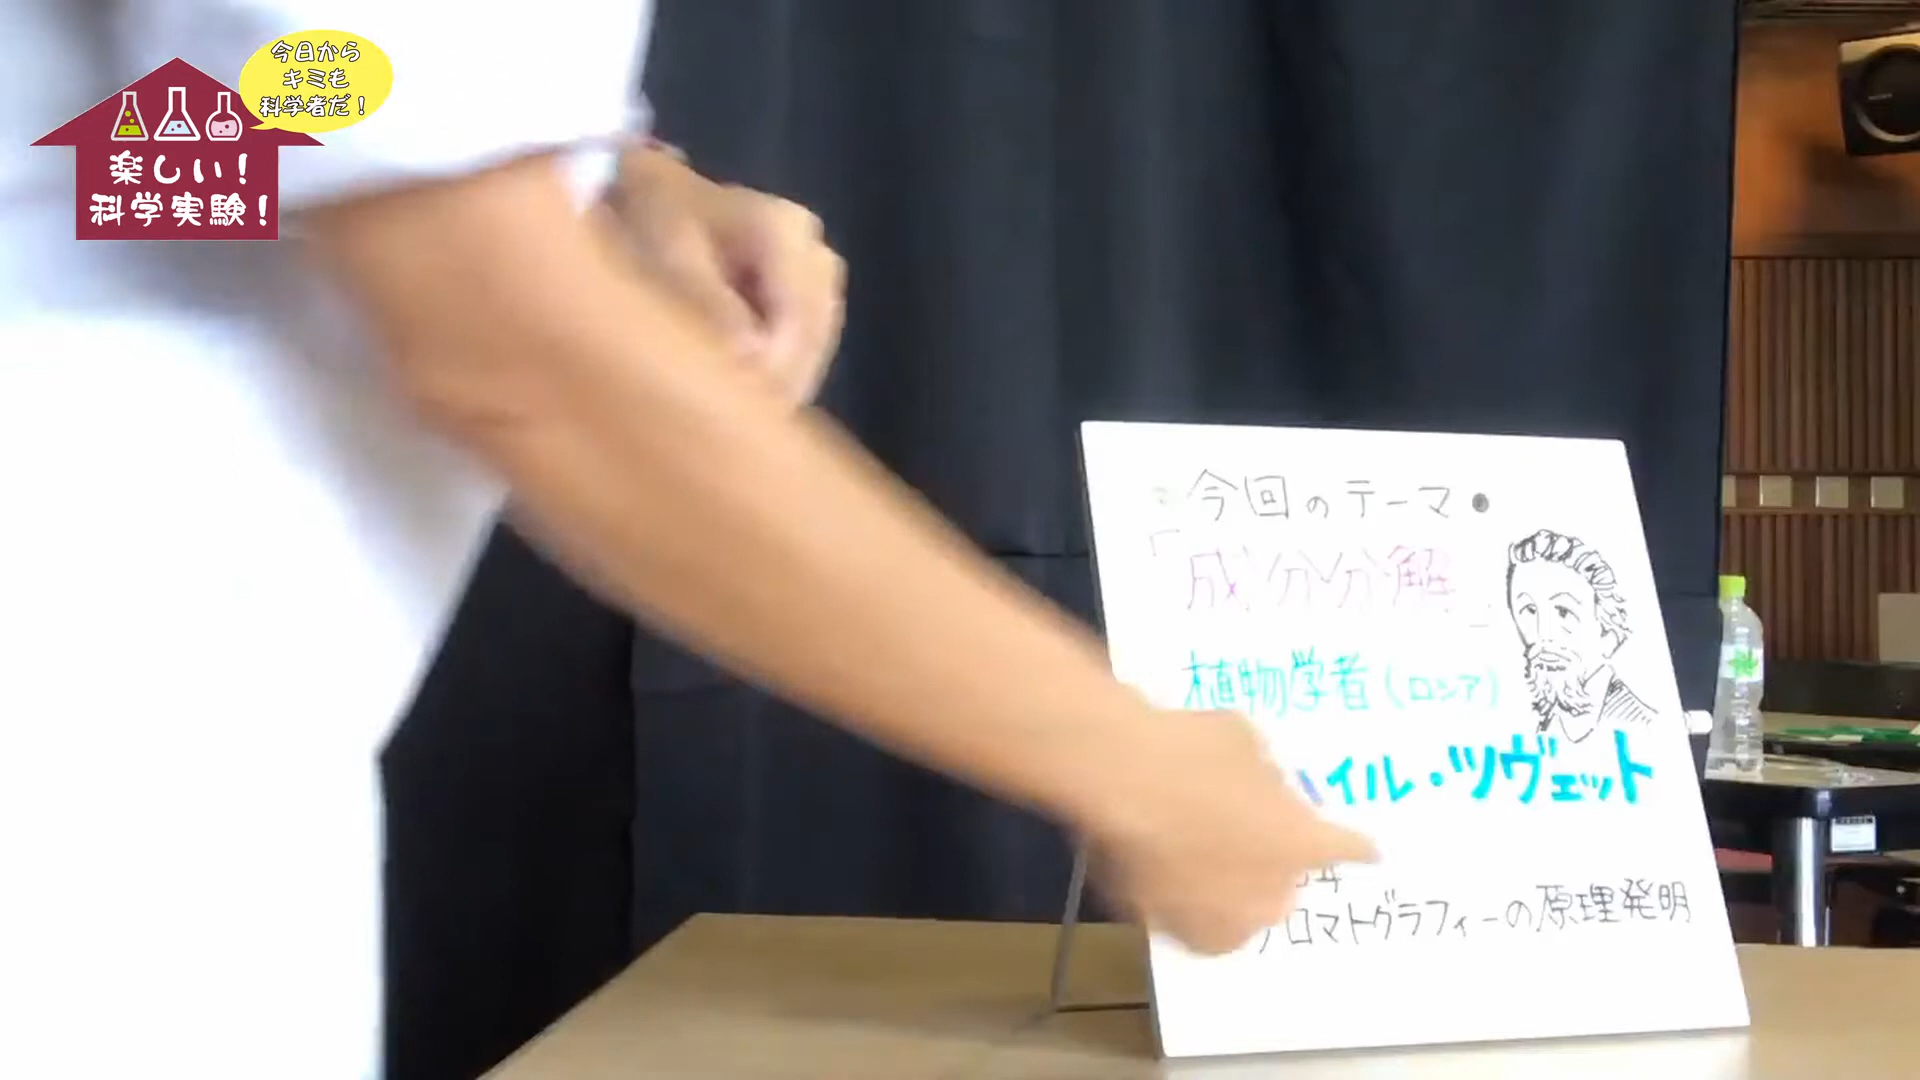 今日から
キミも
科学者だ！
楽しい！
科学実験！
今回のテーマ
「成分分解」
植物学者（ロシア）
ハイル・ツヴェット
年
ロマトグラフィーの原理発明